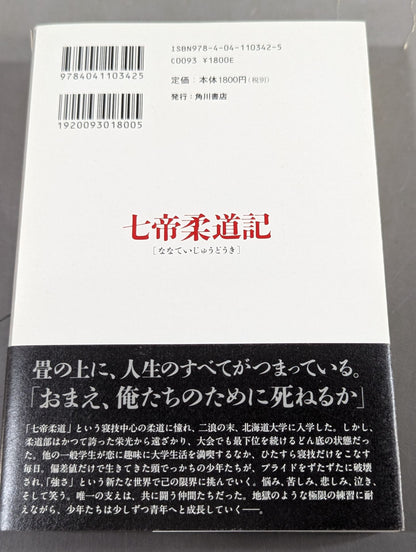 ISBN978-4-04-110342-5
C0093 ¥1800E
定価：本体1800円（税別）
発行：角川書店
9784041103425
1920093018005
七帝柔道記
［ななていじゅうどうき］
畳の上に、人生のすべてがつまっている。
「おまえ、俺たちのために死ねるか」
「七帝柔道」という寝技中心の柔道に憧れ、二浪の末、北海道大学に入学した。しかし、
柔道部はかつて誇った栄光から遠ざかり、大会でも最下位を続けるどん底の状態だっ
た。他の一般学生が恋に趣味に大学生活を満喫するなか、ひたすら寝技だけをこなす
毎日。偏差値だけで生きてきた頭でっかちの少年たちが、プライドをずたずたに破壊
され、「強さ」という新たな世界で己の限界に挑んでいく。悩み、苦しみ、悲しみ、泣き、
そして笑う。唯一の支えは、共に闘う仲間たちだった。地獄のような極限の練習に耐
えながら、少年たちは少しずつ青年へと成長していく――。